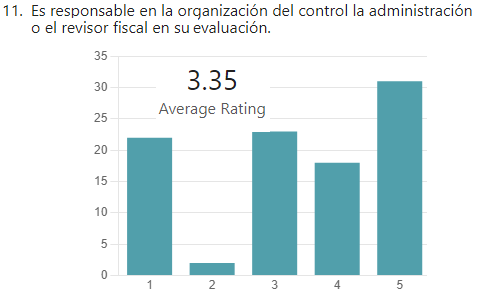 11. Es responsable en la organización del control la administración
o el revisor fiscal en su evaluación.
35
3.35
30
Average Rating
25
20
15
10
5
0
1 2 3 4 5